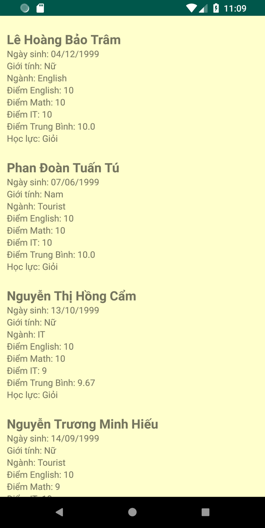 11:09
Lê Hoàng Bảo Trâm
Ngày sinh: 04/12/1999
Giới tính: Nữ
Ngành: English
Điểm English: 10
Điểm Math: 10
Điểm IT: 10
Điểm Trung Bình: 10.0
Học lực: Giỏi
Phan Đoàn Tuấn Tú
Ngày sinh: 07/06/1999
Giới tính: Nam
Ngành: Tourist
Điểm English: 10
Điểm Math: 10
Điểm IT: 10
Điểm Trung Bình: 10.0
Học lực: Giỏi
Nguyễn Thị Hồng Cẩm
Ngày sinh: 13/10/1999
Giới tính: Nữ
Ngành: IT
Điểm English: 10
Điểm Math: 10
Điểm IT: 9
Điểm Trung Bình: 9.67
Học lực: Giỏi
Nguyễn Trương Minh Hiếu
Ngày sinh: 14/09/1999
Giới tính: Nữ
Ngành: Tourist
Điểm English: 10
Điểm Math: 9